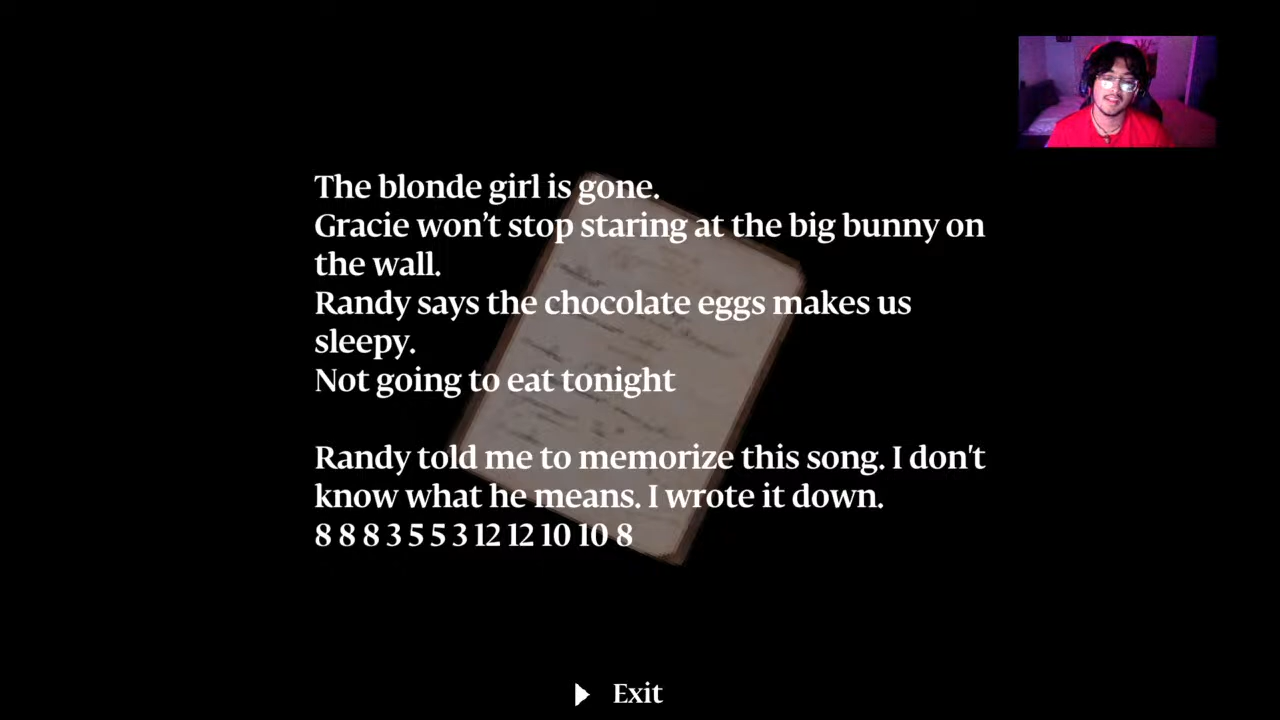 The blonde girl is gone.
Gracie won’t stop staring at the big bunny on
the wall.
Randy says the chocolate eggs makes us
sleepy.
Not going to eat tonight
Randy told me to memorize this song. I don't
know what he means. I wrote it down.
8 8 8 3 5 5 3 12 12 10 10 8
Exit